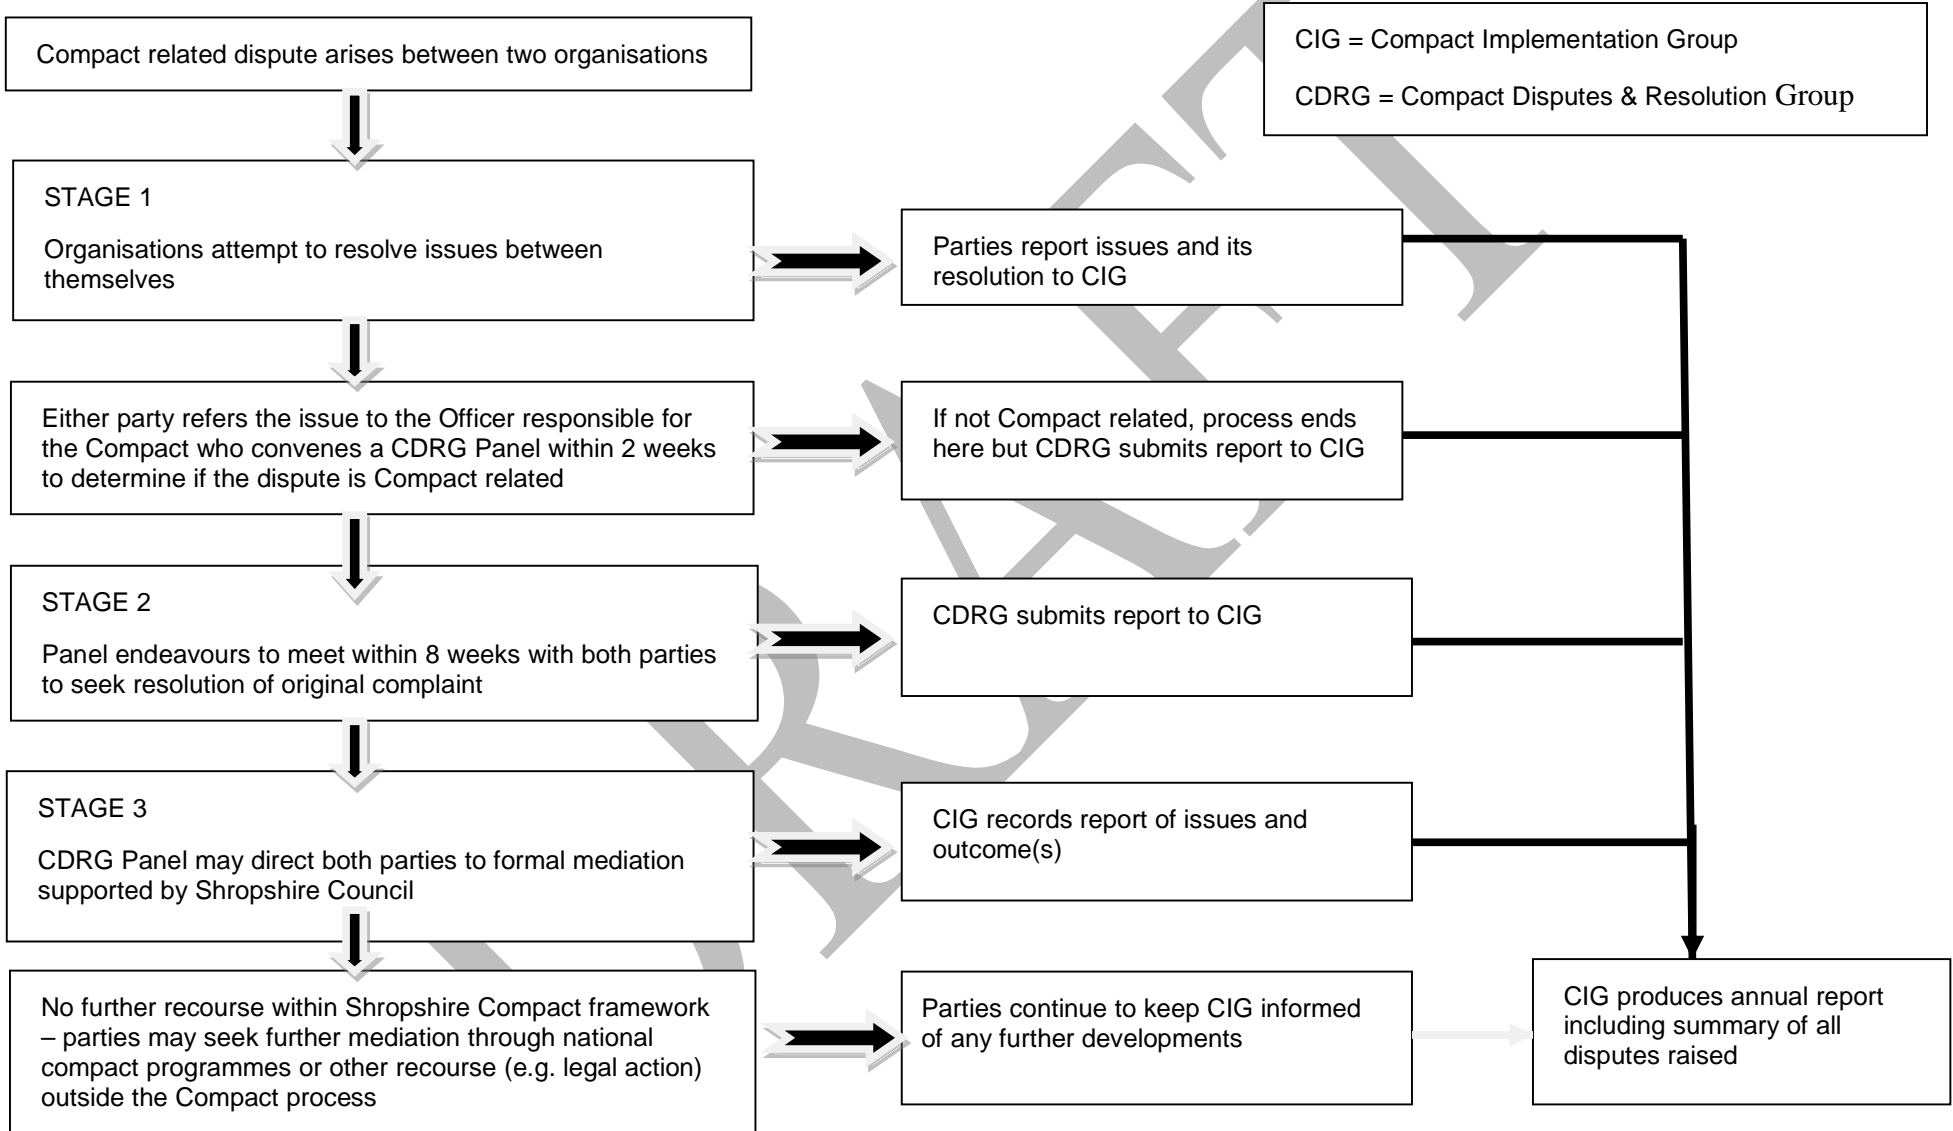 Compact related dispute arises between two organisations
CIG = Compact Implementation Group
CDRG = Compact Disputes & Resolution Group
STAGE 1
Organisations attempt to resolve issues between
themselves
Parties report issues and its
resolution to CIG
Either party refers the issue to the Officer responsible for
the Compact who convenes a CDRG Panel within 2 weeks
to determine if the dispute is Compact related
If not Compact related, process ends
here but CDRG submits report to CIG
STAGE 2
Panel endeavours to meet within 8 weeks with both parties
to seek resolution of original complaint
CDRG submits report to CIG
STAGE 3
CDRG Panel may direct both parties to formal mediation
supported by Shropshire Council
CIG records report of issues and
outcome(s)
No further recourse within Shropshire Compact framework
– parties may seek further mediation through national
compact programmes or other recourse (e.g. legal action)
outside the Compact process
Parties continue to keep CIG informed
of any further developments
CIG produces annual report
including summary of all
disputes raised
DRAFT